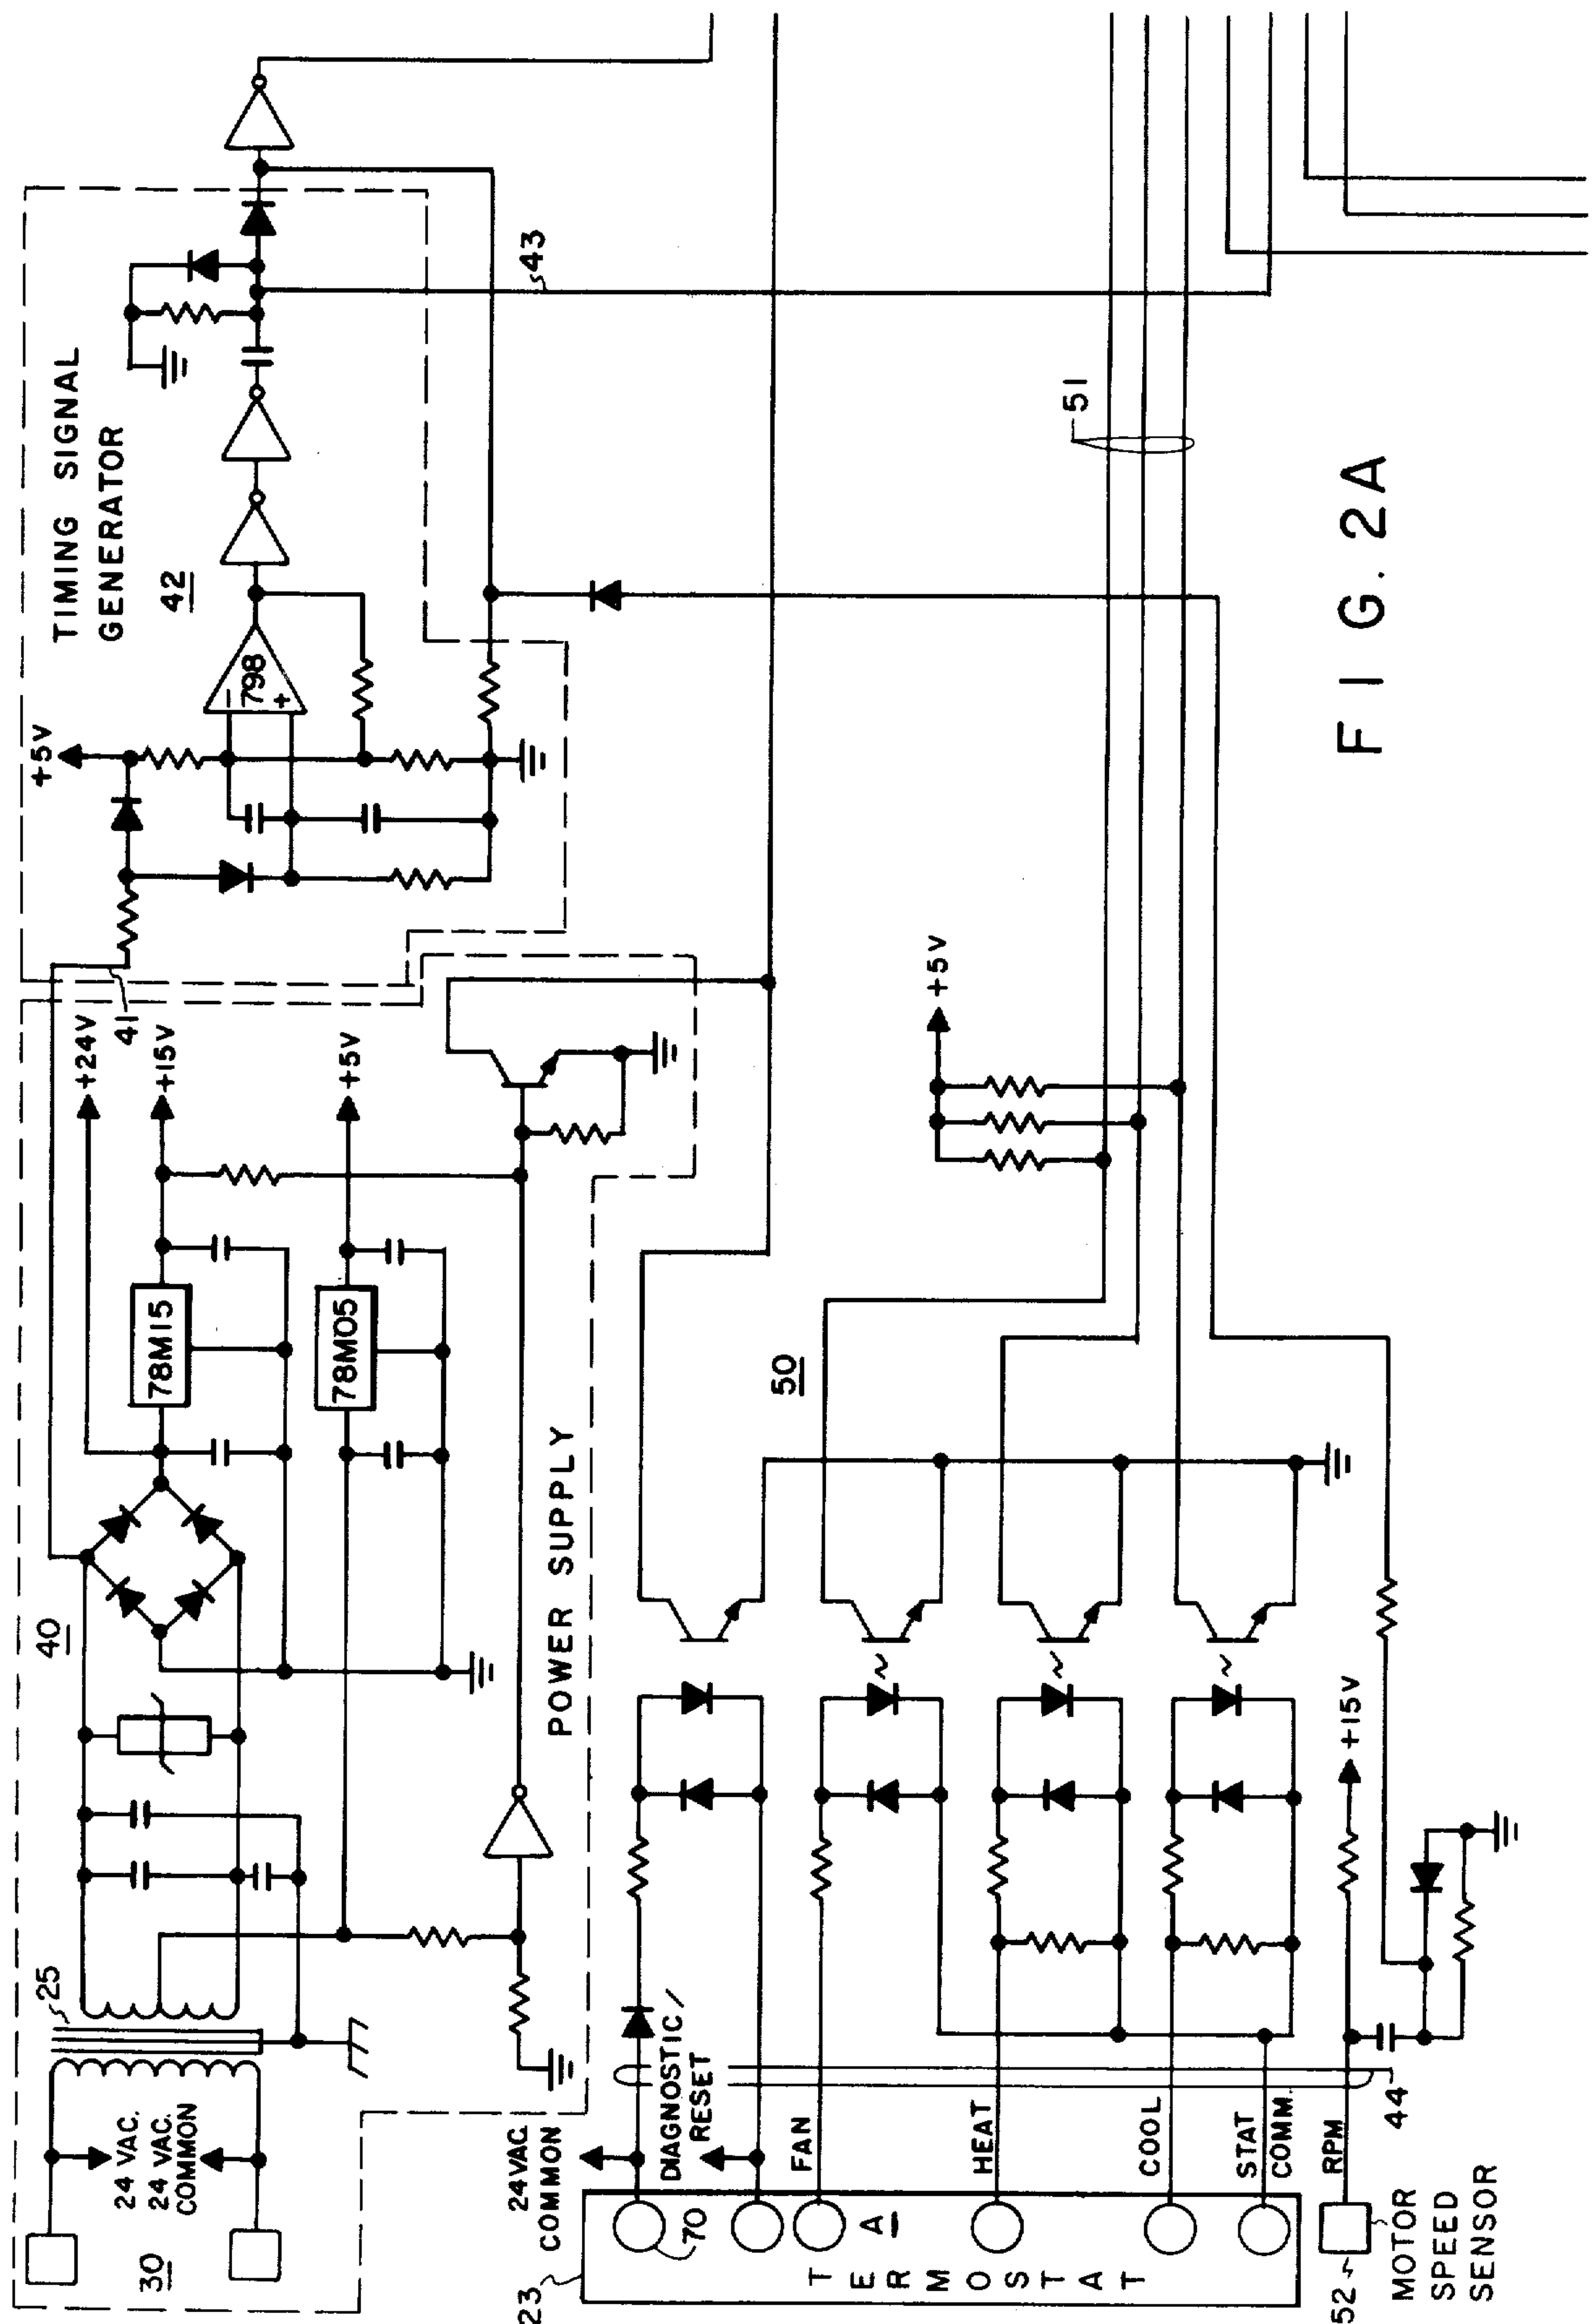 TIMING SIGNAL
GENERATOR
42
+5V
−
798
+
43
41
+24V
+15V
+5V
78M15
78M05
40
25
24 VAC.
24 VAC.
COMMON
30
POWER SUPPLY
+5V
51
50
24VAC
COMMON
DIAGNOSTIC/
RESET
70
FAN
A
HEAT
COOL
STAT
COMM.
RPM
+15V
44
23
TERMOSTAT
52
MOTOR
SPEED
SENSOR
FIG. 2A